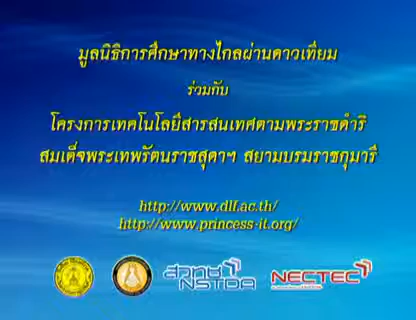 มูลนิธิการศึกษาทางไกลผ่านดาวเทียม
ร่วมกับ
โครงการเทคโนโลยีสารสนเทศตามพระราชดำริ
สมเด็จพระเทพรัตนราชสุดาฯ สยามบรมราชกุมารี
http://www.dlf.ac.th/
http://www.princess-it.org/
สวทช NECTEC
NSTDA